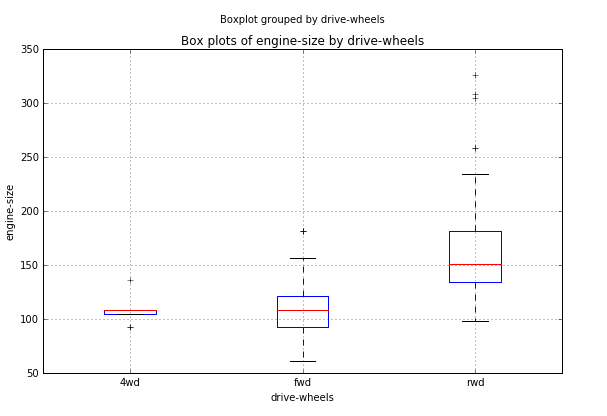 Boxplot grouped by drive-wheels
Box plots of engine-size by drive-wheels
350
300
250
200
150
100
50
engine-size
4wd fwd rwd
drive-wheels